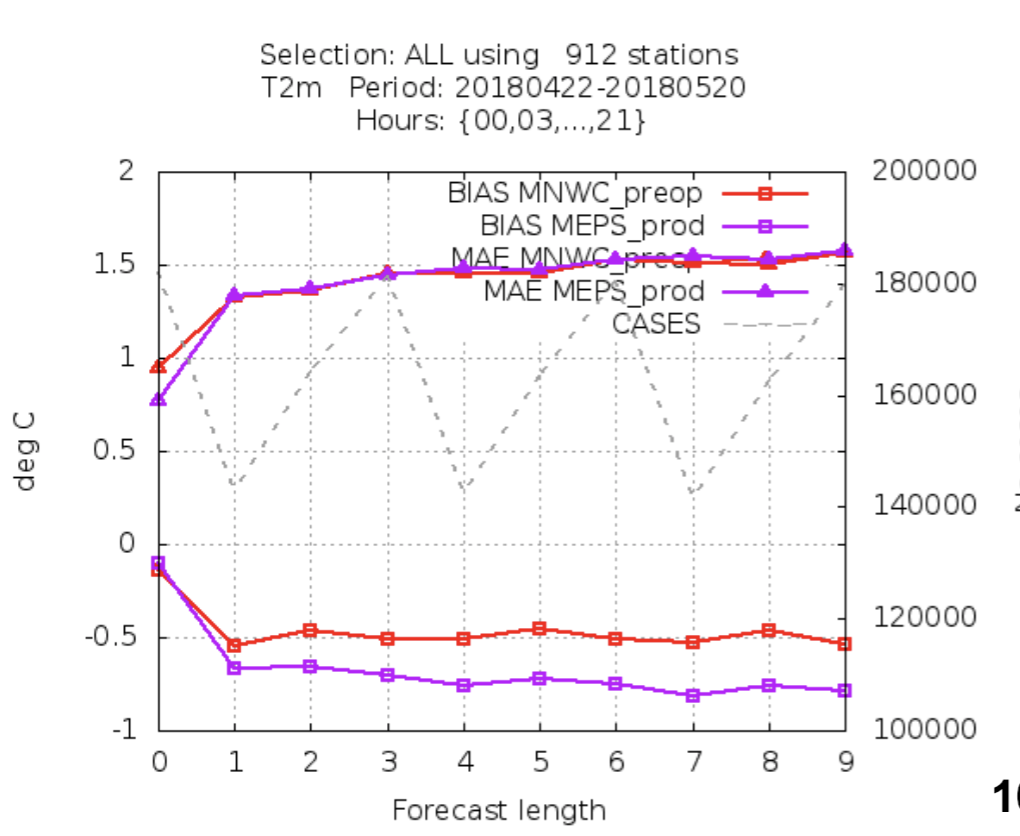 Selection: ALL using 912 stations
T2m Period: 20180422-20180520
Hours: {00,03,...,21}
2
1.5
1
0.5
0
-0.5
-1
deg C
BIAS MNWC_preop
BIAS MEPS_prod
MAE MNWC_preop
MAE MEPS_prod
CASES
200000
180000
160000
140000
120000
100000
0 1 2 3 4 5 6 7 8 9
Forecast length